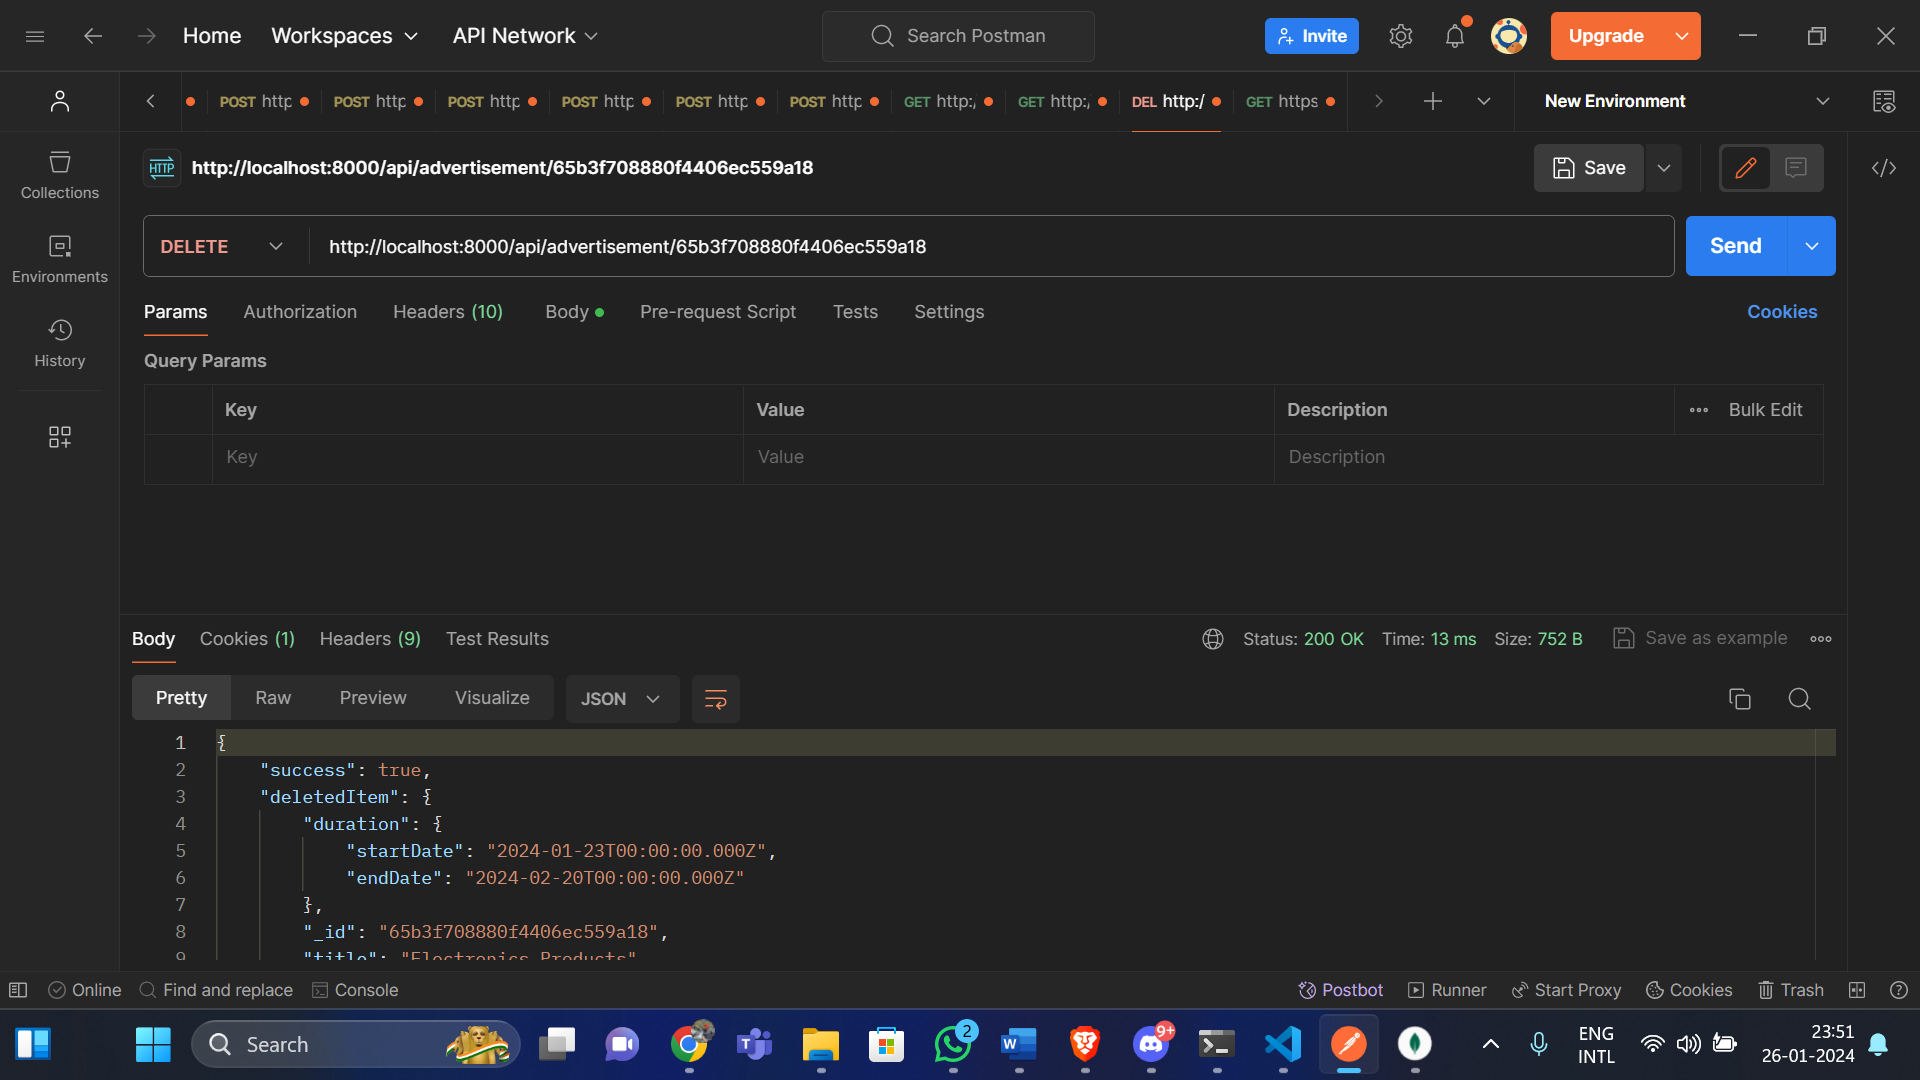 Home Workspaces API Network Search Postman Invite Upgrade
POST http POST http POST http POST http POST http POST http GET http:/ GET http:/ DEL http:/ GET https New Environment
HTTP http://localhost:8000/api/advertisement/65b3f708880f4406ec559a18 Save
Collections
DELETE http://localhost:8000/api/advertisement/65b3f708880f4406ec559a18 Send
Environments
Params Authorization Headers (10) Body Pre-request Script Tests Settings Cookies
History
Query Params
Key Value Description Bulk Edit
Key Value Description
Body Cookies (1) Headers (9) Test Results Status: 200 OK Time: 13 ms Size: 752 B Save as example
Pretty Raw Preview Visualize JSON
1 {
2 "success": true,
3 "deletedItem": {
4 "duration": {
5 "startDate": "2024-01-23T00:00:00.000Z",
6 "endDate": "2024-02-20T00:00:00.000Z"
7 },
8 "_id": "65b3f708880f4406ec559a18",
9 "title": "Electronics Products"
Online Find and replace Console Postbot Runner Start Proxy Cookies Trash
Search 2 9+ ENG INTL 23:51
26-01-2024